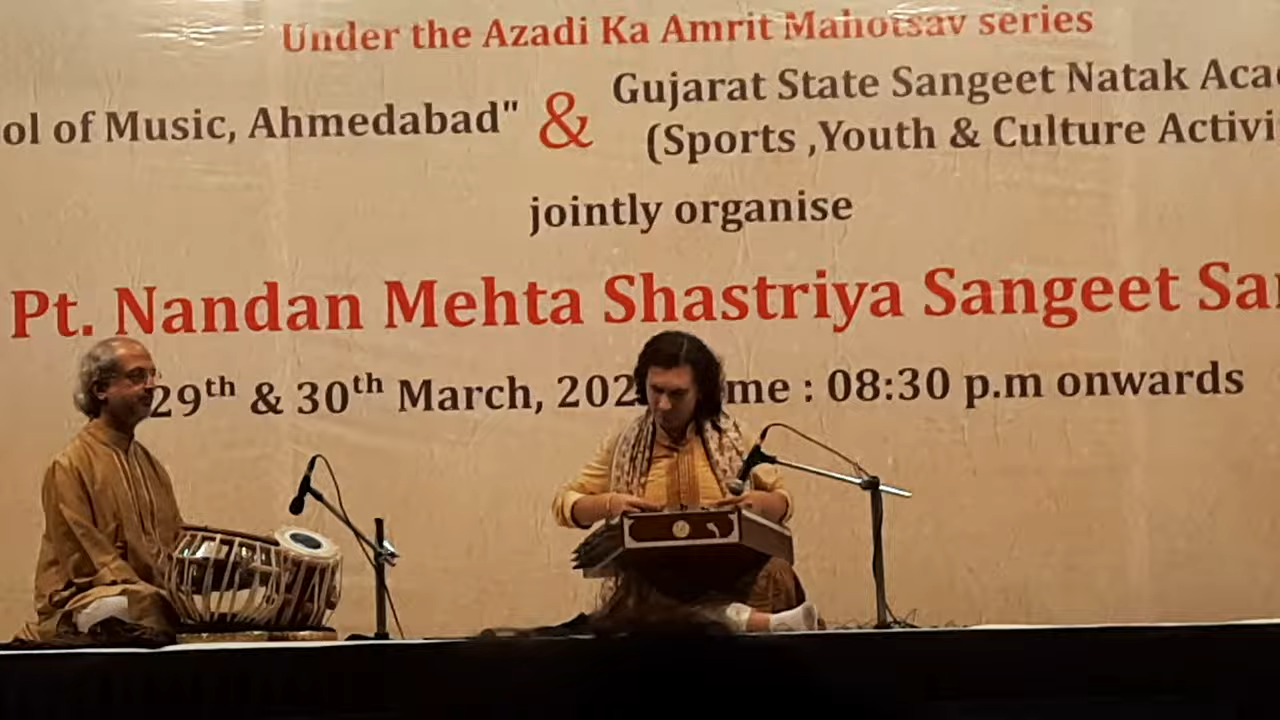 Under the Azadi Ka Amrit Mahotsav series
ol of Music, Ahmedabad" & Gujarat State Sangeet Natak Aca
(Sports ,Youth & Culture Activi
jointly organise
Pt. Nandan Mehta Shastriya Sangeet Sa
29th & 30th March, 202 me : 08:30 p.m onwards